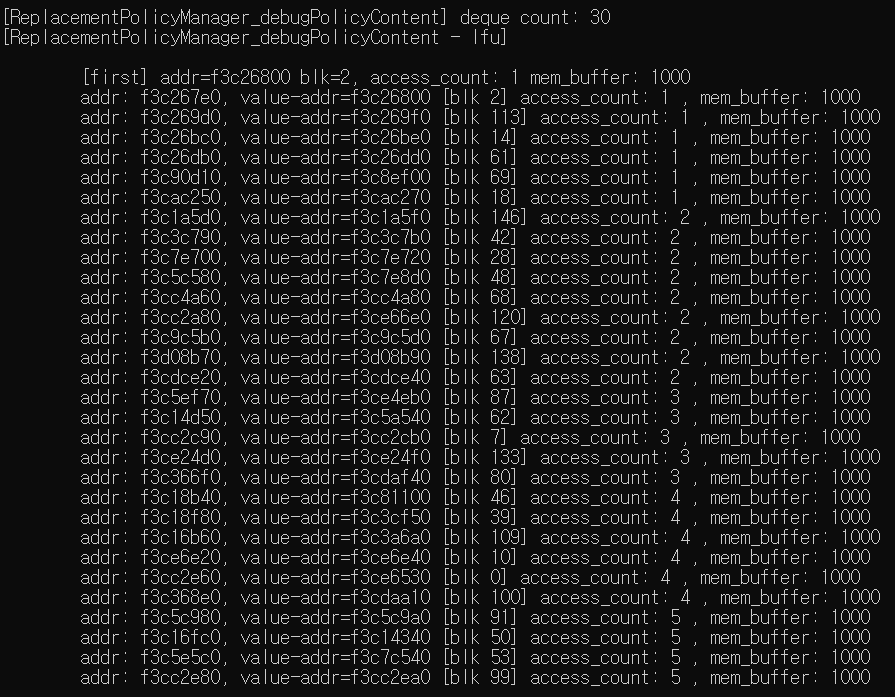 [ReplacementPolicyManager_debugPolicyContent] deque count: 30
[ReplacementPolicyManager_debugPolicyContent - lfu]
[first] addr=f3c26800 blk=2, access_count: 1 mem_buffer: 1000
addr: f3c267e0, value-addr=f3c26800 [blk 2] access_count: 1 , mem_buffer: 1000
addr: f3c269d0, value-addr=f3c269f0 [blk 113] access_count: 1 , mem_buffer: 1000
addr: f3c26bc0, value-addr=f3c26be0 [blk 14] access_count: 1 , mem_buffer: 1000
addr: f3c26db0, value-addr=f3c26dd0 [blk 61] access_count: 1 , mem_buffer: 1000
addr: f3c90d10, value-addr=f3c8ef00 [blk 69] access_count: 1 , mem_buffer: 1000
addr: f3cac250, value-addr=f3cac270 [blk 18] access_count: 1 , mem_buffer: 1000
addr: f3c1a5d0, value-addr=f3c1a5f0 [blk 146] access_count: 2 , mem_buffer: 1000
addr: f3c3c790, value-addr=f3c3c7b0 [blk 42] access_count: 2 , mem_buffer: 1000
addr: f3c7e700, value-addr=f3c7e720 [blk 28] access_count: 2 , mem_buffer: 1000
addr: f3c5c580, value-addr=f3c7e8d0 [blk 48] access_count: 2 , mem_buffer: 1000
addr: f3cc4a60, value-addr=f3cc4a80 [blk 68] access_count: 2 , mem_buffer: 1000
addr: f3cc2a80, value-addr=f3ce66e0 [blk 120] access_count: 2 , mem_buffer: 1000
addr: f3c9c5b0, value-addr=f3c9c5d0 [blk 67] access_count: 2 , mem_buffer: 1000
addr: f3d08b70, value-addr=f3d08b90 [blk 138] access_count: 2 , mem_buffer: 1000
addr: f3cdce20, value-addr=f3cdce40 [blk 63] access_count: 2 , mem_buffer: 1000
addr: f3c5ef70, value-addr=f3ce4eb0 [blk 87] access_count: 3 , mem_buffer: 1000
addr: f3c14d50, value-addr=f3c5a540 [blk 62] access_count: 3 , mem_buffer: 1000
addr: f3cc2c90, value-addr=f3cc2cb0 [blk 7] access_count: 3 , mem_buffer: 1000
addr: f3ce24d0, value-addr=f3ce24f0 [blk 133] access_count: 3 , mem_buffer: 1000
addr: f3c366f0, value-addr=f3cdaf40 [blk 80] access_count: 3 , mem_buffer: 1000
addr: f3c18b40, value-addr=f3c81100 [blk 46] access_count: 4 , mem_buffer: 1000
addr: f3c18f80, value-addr=f3c3cf50 [blk 39] access_count: 4 , mem_buffer: 1000
addr: f3c16b60, value-addr=f3c3a6a0 [blk 109] access_count: 4 , mem_buffer: 1000
addr: f3ce6e20, value-addr=f3ce6e40 [blk 10] access_count: 4 , mem_buffer: 1000
addr: f3cc2e60, value-addr=f3ce6530 [blk 0] access_count: 4 , mem_buffer: 1000
addr: f3c368e0, value-addr=f3cdaa10 [blk 100] access_count: 4 , mem_buffer: 1000
addr: f3c5c980, value-addr=f3c5c9a0 [blk 91] access_count: 5 , mem_buffer: 1000
addr: f3c16fc0, value-addr=f3c14340 [blk 50] access_count: 5 , mem_buffer: 1000
addr: f3c5e5c0, value-addr=f3c7c540 [blk 53] access_count: 5 , mem_buffer: 1000
addr: f3cc2e80, value-addr=f3cc2ea0 [blk 99] access_count: 5 , mem_buffer: 1000